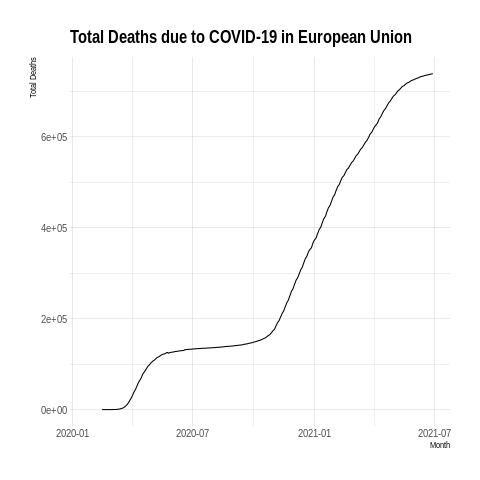 Total Deaths due to COVID-19 in European Union
Total Deaths
6e+05
4e+05
2e+05
0e+00
2020-01 2020-07 2021-01 2021-07
Month